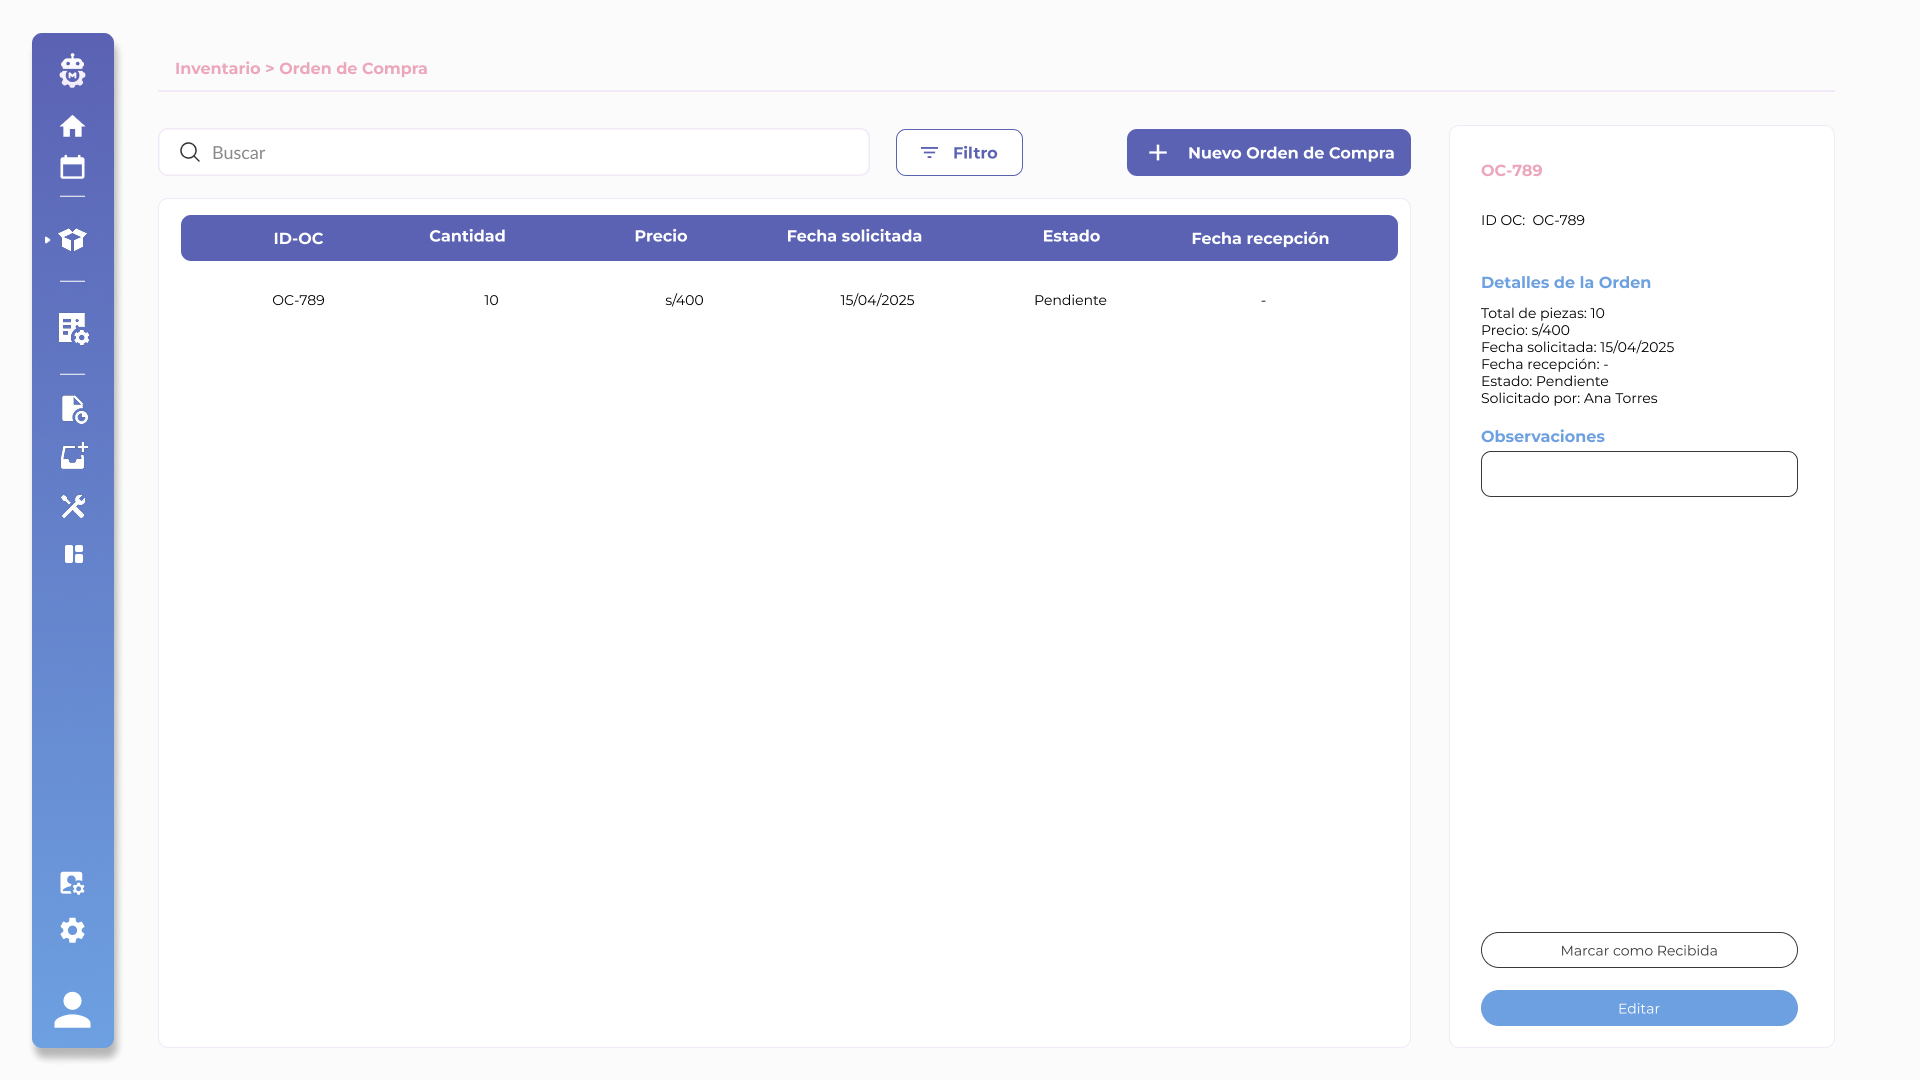 Inventario > Orden de Compra
Buscar
Filtro
Nuevo Orden de Compra
ID-OC Cantidad Precio Fecha solicitada Estado Fecha recepción
OC-789 10 s/400 15/04/2025 Pendiente -
OC-789
ID OC: OC-789
Detalles de la Orden
Total de piezas: 10
Precio: s/400
Fecha solicitada: 15/04/2025
Fecha recepción: -
Estado: Pendiente
Solicitado por: Ana Torres
Observaciones
Marcar como Recibida
Editar